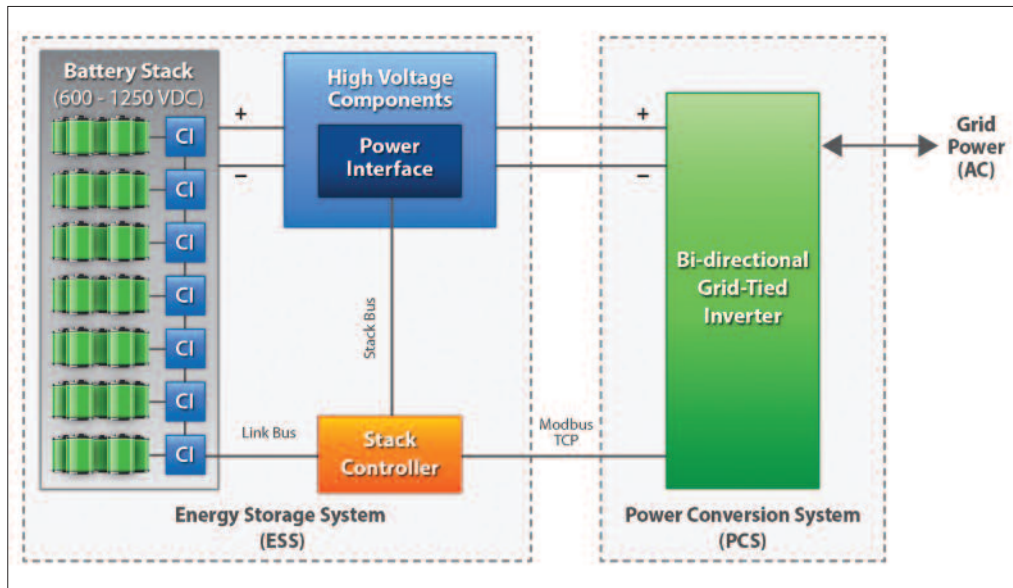 Battery Stack
(600 - 1250 VDC)
CI
CI
CI
CI
CI
CI
CI
+
−
High Voltage
Components
Power
Interface
+
−
Bi-directional
Grid-Tied
Inverter
Grid
Power
(AC)
Stack Bus
Link Bus
Stack
Controller
Modbus
TCP
Energy Storage System
(ESS)
Power Conversion System
(PCS)